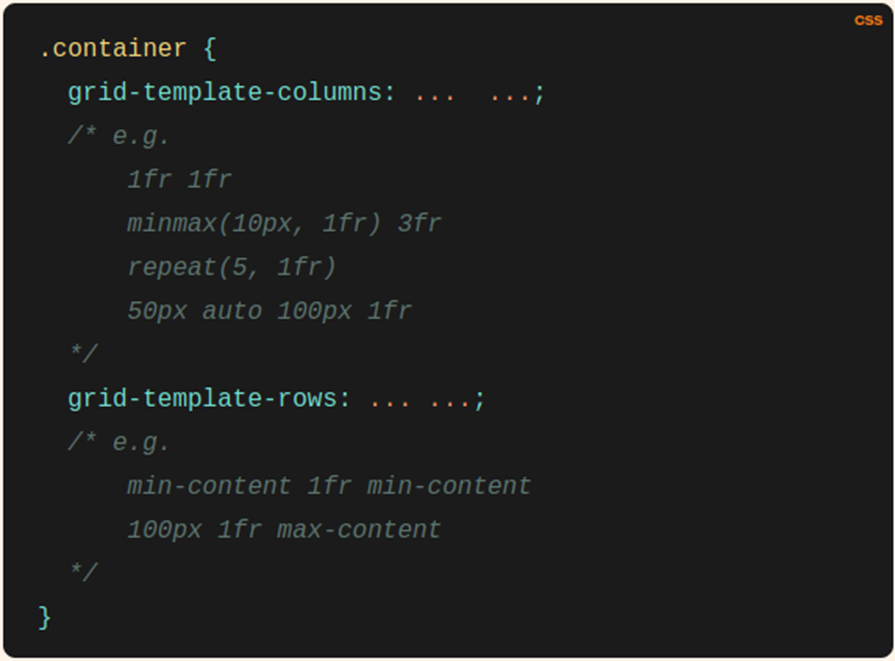 CSS
.container {
  grid-template-columns: ...  ...;
  /* e.g.
      1fr 1fr
      minmax(10px, 1fr) 3fr
      repeat(5, 1fr)
      50px auto 100px 1fr
  */
  grid-template-rows: ... ...;
  /* e.g.
      min-content 1fr min-content
      100px 1fr max-content
  */
}